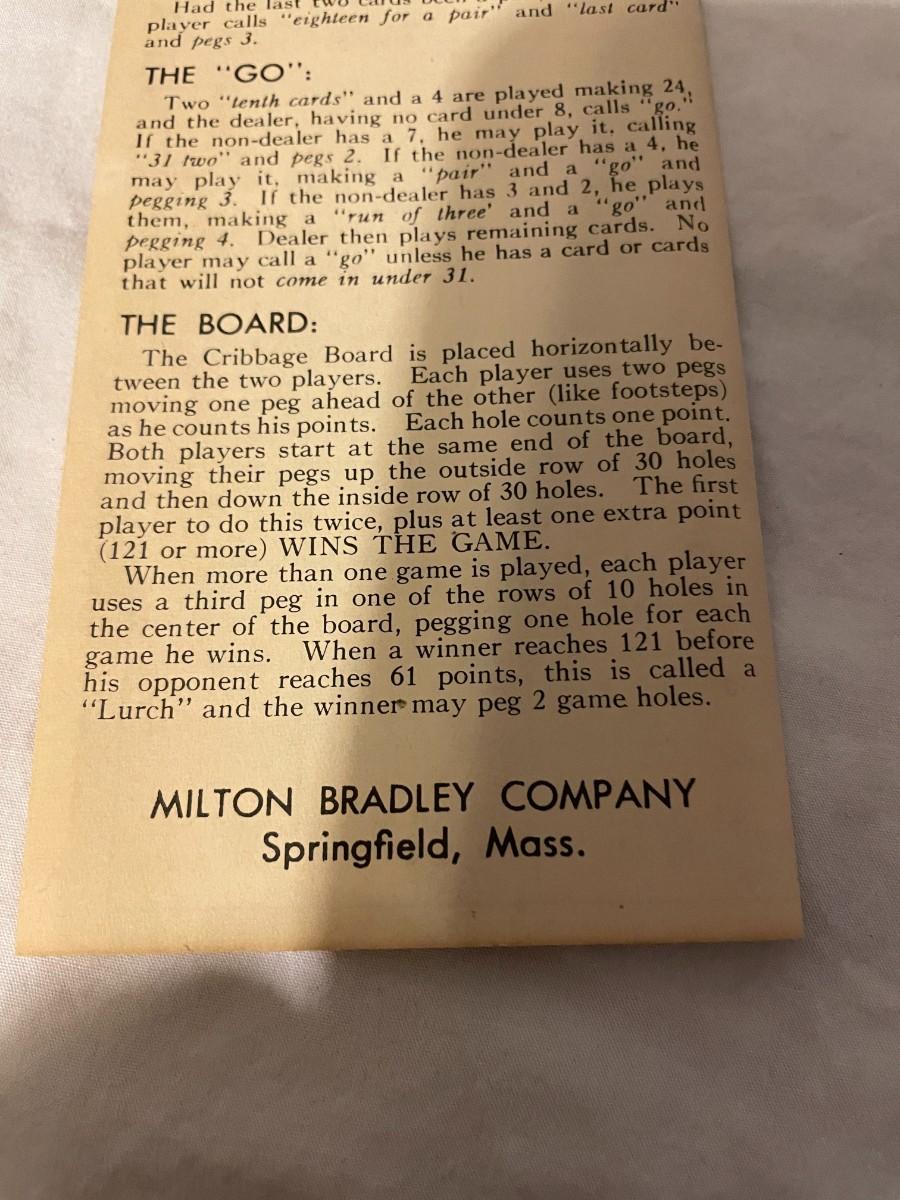 Had the last two cards been a
player calls "eighteen for a pair" and "last card"
and pegs 3.
THE "GO":
Two "tenth cards" and a 4 are played making 24,
and the dealer, having no card under 8, calls "go."
If the non-dealer has a 7, he may play it, calling
"31 two" and pegs 2. If the non-dealer has a 4, he
may play it, making a "pair" and a "go" and
pegging 3. If the non-dealer has 3 and 2, he plays
them, making a "run of three' and a "go" and
pegging 4. Dealer then plays remaining cards. No
player may call a "go" unless he has a card or cards
that will not come in under 31.
THE BOARD:
The Cribbage Board is placed horizontally be-
tween the two players. Each player uses two pegs
moving one peg ahead of the other (like footsteps)
as he counts his points. Each hole counts one point.
Both players start at the same end of the board,
moving their pegs up the outside row of 30 holes
and then down the inside row of 30 holes. The first
player to do this twice, plus at least one extra point
(121 or more) WINS THE GAME.
When more than one game is played, each player
uses a third peg in one of the rows of 10 holes in
the center of the board, pegging one hole for each
game he wins. When a winner reaches 121 before
his opponent reaches 61 points, this is called a
"Lurch" and the winner may peg 2 game holes.
MILTON BRADLEY COMPANY
Springfield, Mass.